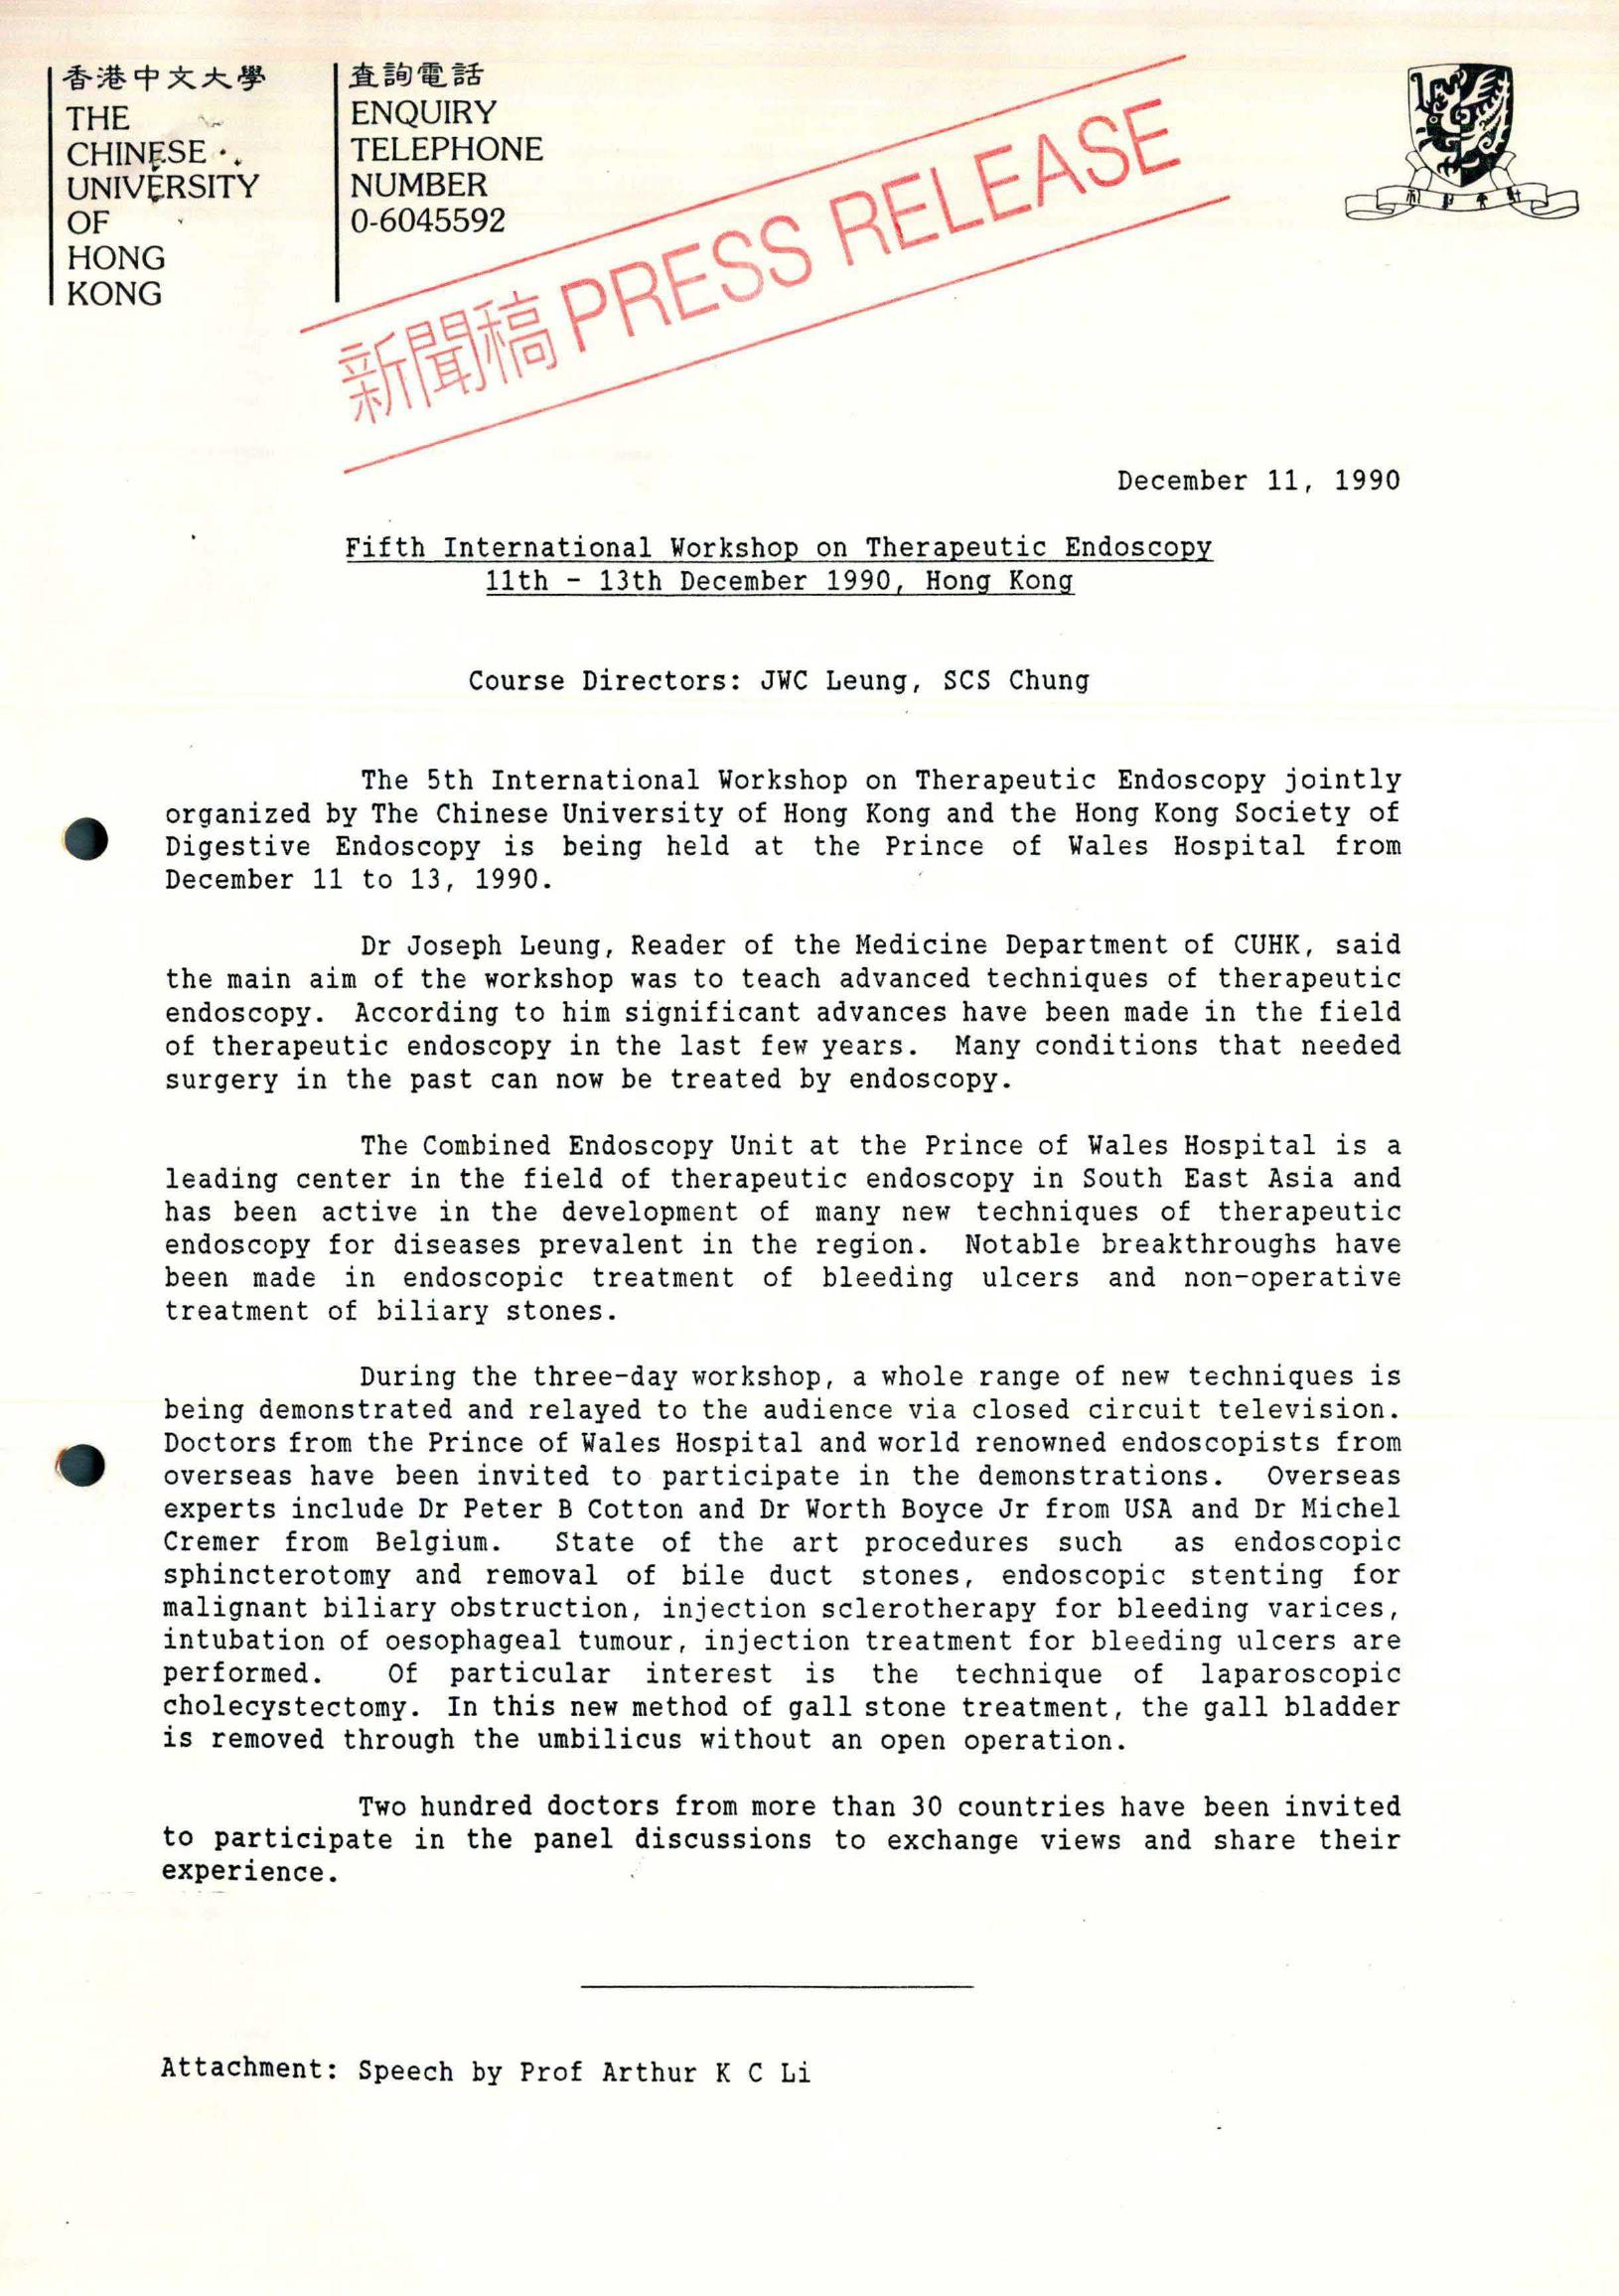 香港中文大學
THE
CHINESE
UNIVERSITY
OF
HONG
KONG
查詢電話
ENQUIRY
TELEPHONE
NUMBER
0-6045592
新聞稿 PRESS RELEASE
December 11, 1990
Fifth International Workshop on Therapeutic Endoscopy
11th - 13th December 1990, Hong Kong
Course Directors: JWC Leung, SCS Chung
The 5th International Workshop on Therapeutic Endoscopy jointly
organized by The Chinese University of Hong Kong and the Hong Kong Society of
Digestive Endoscopy is being held at the Prince of Wales Hospital from
December 11 to 13, 1990.
Dr Joseph Leung, Reader of the Medicine Department of CUHK, said
the main aim of the workshop was to teach advanced techniques of therapeutic
endoscopy. According to him significant advances have been made in the field
of therapeutic endoscopy in the last few years. Many conditions that needed
surgery in the past can now be treated by endoscopy.
The Combined Endoscopy Unit at the Prince of Wales Hospital is a
leading center in the field of therapeutic endoscopy in South East Asia and
has been active in the development of many new techniques of therapeutic
endoscopy for diseases prevalent in the region. Notable breakthroughs have
been made in endoscopic treatment of bleeding ulcers and non-operative
treatment of biliary stones.
During the three-day workshop, a whole range of new techniques is
being demonstrated and relayed to the audience via closed circuit television.
Doctors from the Prince of Wales Hospital and world renowned endoscopists from
overseas have been invited to participate in the demonstrations. Overseas
experts include Dr Peter B Cotton and Dr Worth Boyce Jr from USA and Dr Michel
Cremer from Belgium. State of the art procedures such as endoscopic
sphincterotomy and removal of bile duct stones, endoscopic stenting for
malignant biliary obstruction, injection sclerotherapy for bleeding varices,
intubation of oesophageal tumour, injection treatment for bleeding ulcers are
performed. Of particular interest is the technique of laparoscopic
cholecystectomy. In this new method of gall stone treatment, the gall bladder
is removed through the umbilicus without an open operation.
Two hundred doctors from more than 30 countries have been invited
to participate in the panel discussions to exchange views and share their
experience.
Attachment: Speech by Prof Arthur K C Li